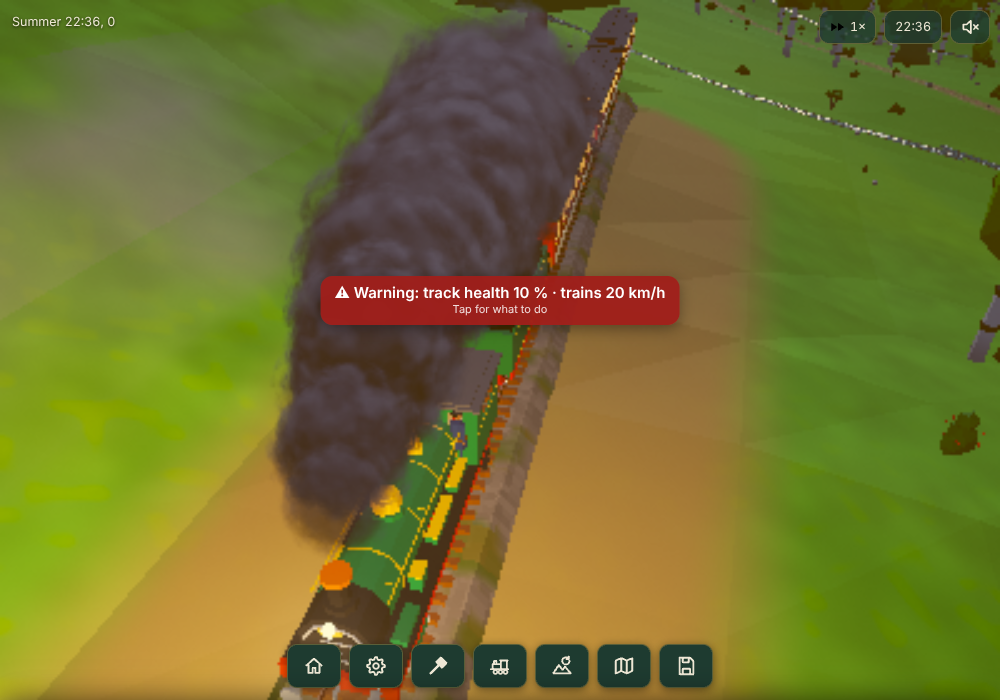 Summer 22:36, 0
1×
22:36
⚠ Warning: track health 10 % · trains 20 km/h
Tap for what to do